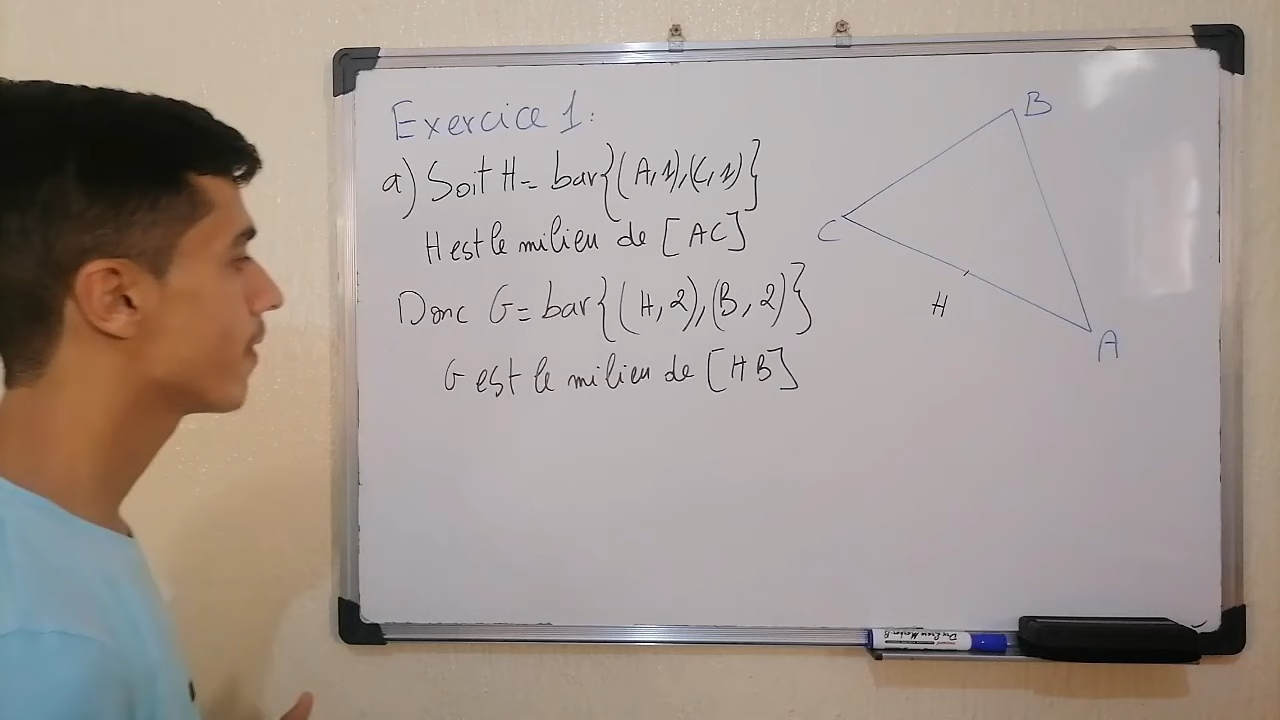 Exercice 1:
a) Soit H = bar{(A,1),(C,1)}
H est le milieu de [AC]
Donc G = bar{(H,2),(B,2)}
G est le milieu de [HB]
B
C
H
A